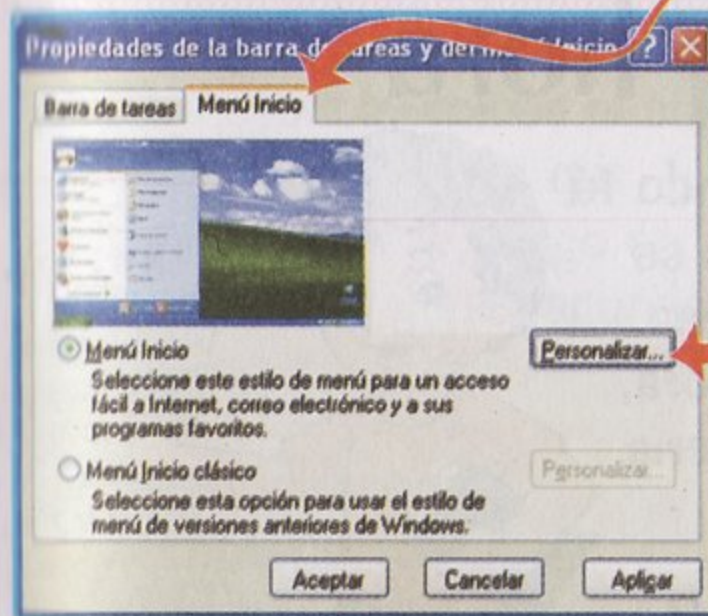 Propiedades de la barra de tareas y del menú Inicio
Barra de tareas Menú Inicio
Menú Inicio
Personalizar...
Seleccione este estilo de menú para un acceso
fácil a Internet, correo electrónico y a sus
programas favoritos.
Menú Inicio clásico
Personalizar...
Seleccione esta opción para usar el estilo de
menú de versiones anteriores de Windows.
Aceptar Cancelar Aplicar